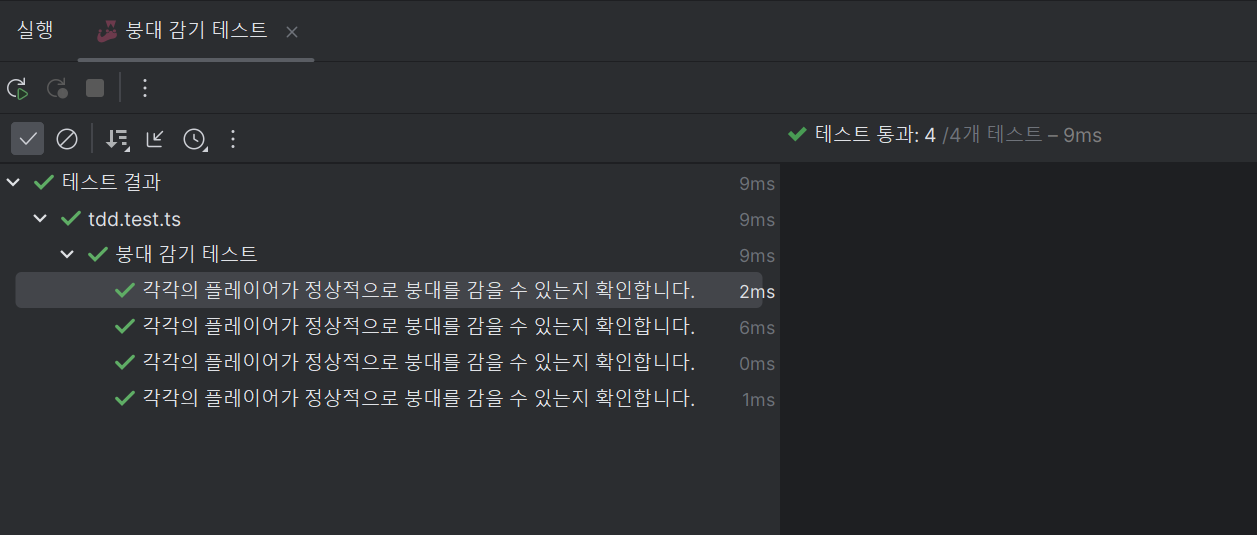 실행 붕대 감기 테스트
테스트 통과: 4 /4개 테스트 – 9ms
테스트 결과 9ms
tdd.test.ts 9ms
붕대 감기 테스트 9ms
각각의 플레이어가 정상적으로 붕대를 감을 수 있는지 확인합니다. 2ms
각각의 플레이어가 정상적으로 붕대를 감을 수 있는지 확인합니다. 6ms
각각의 플레이어가 정상적으로 붕대를 감을 수 있는지 확인합니다. 0ms
각각의 플레이어가 정상적으로 붕대를 감을 수 있는지 확인합니다. 1ms